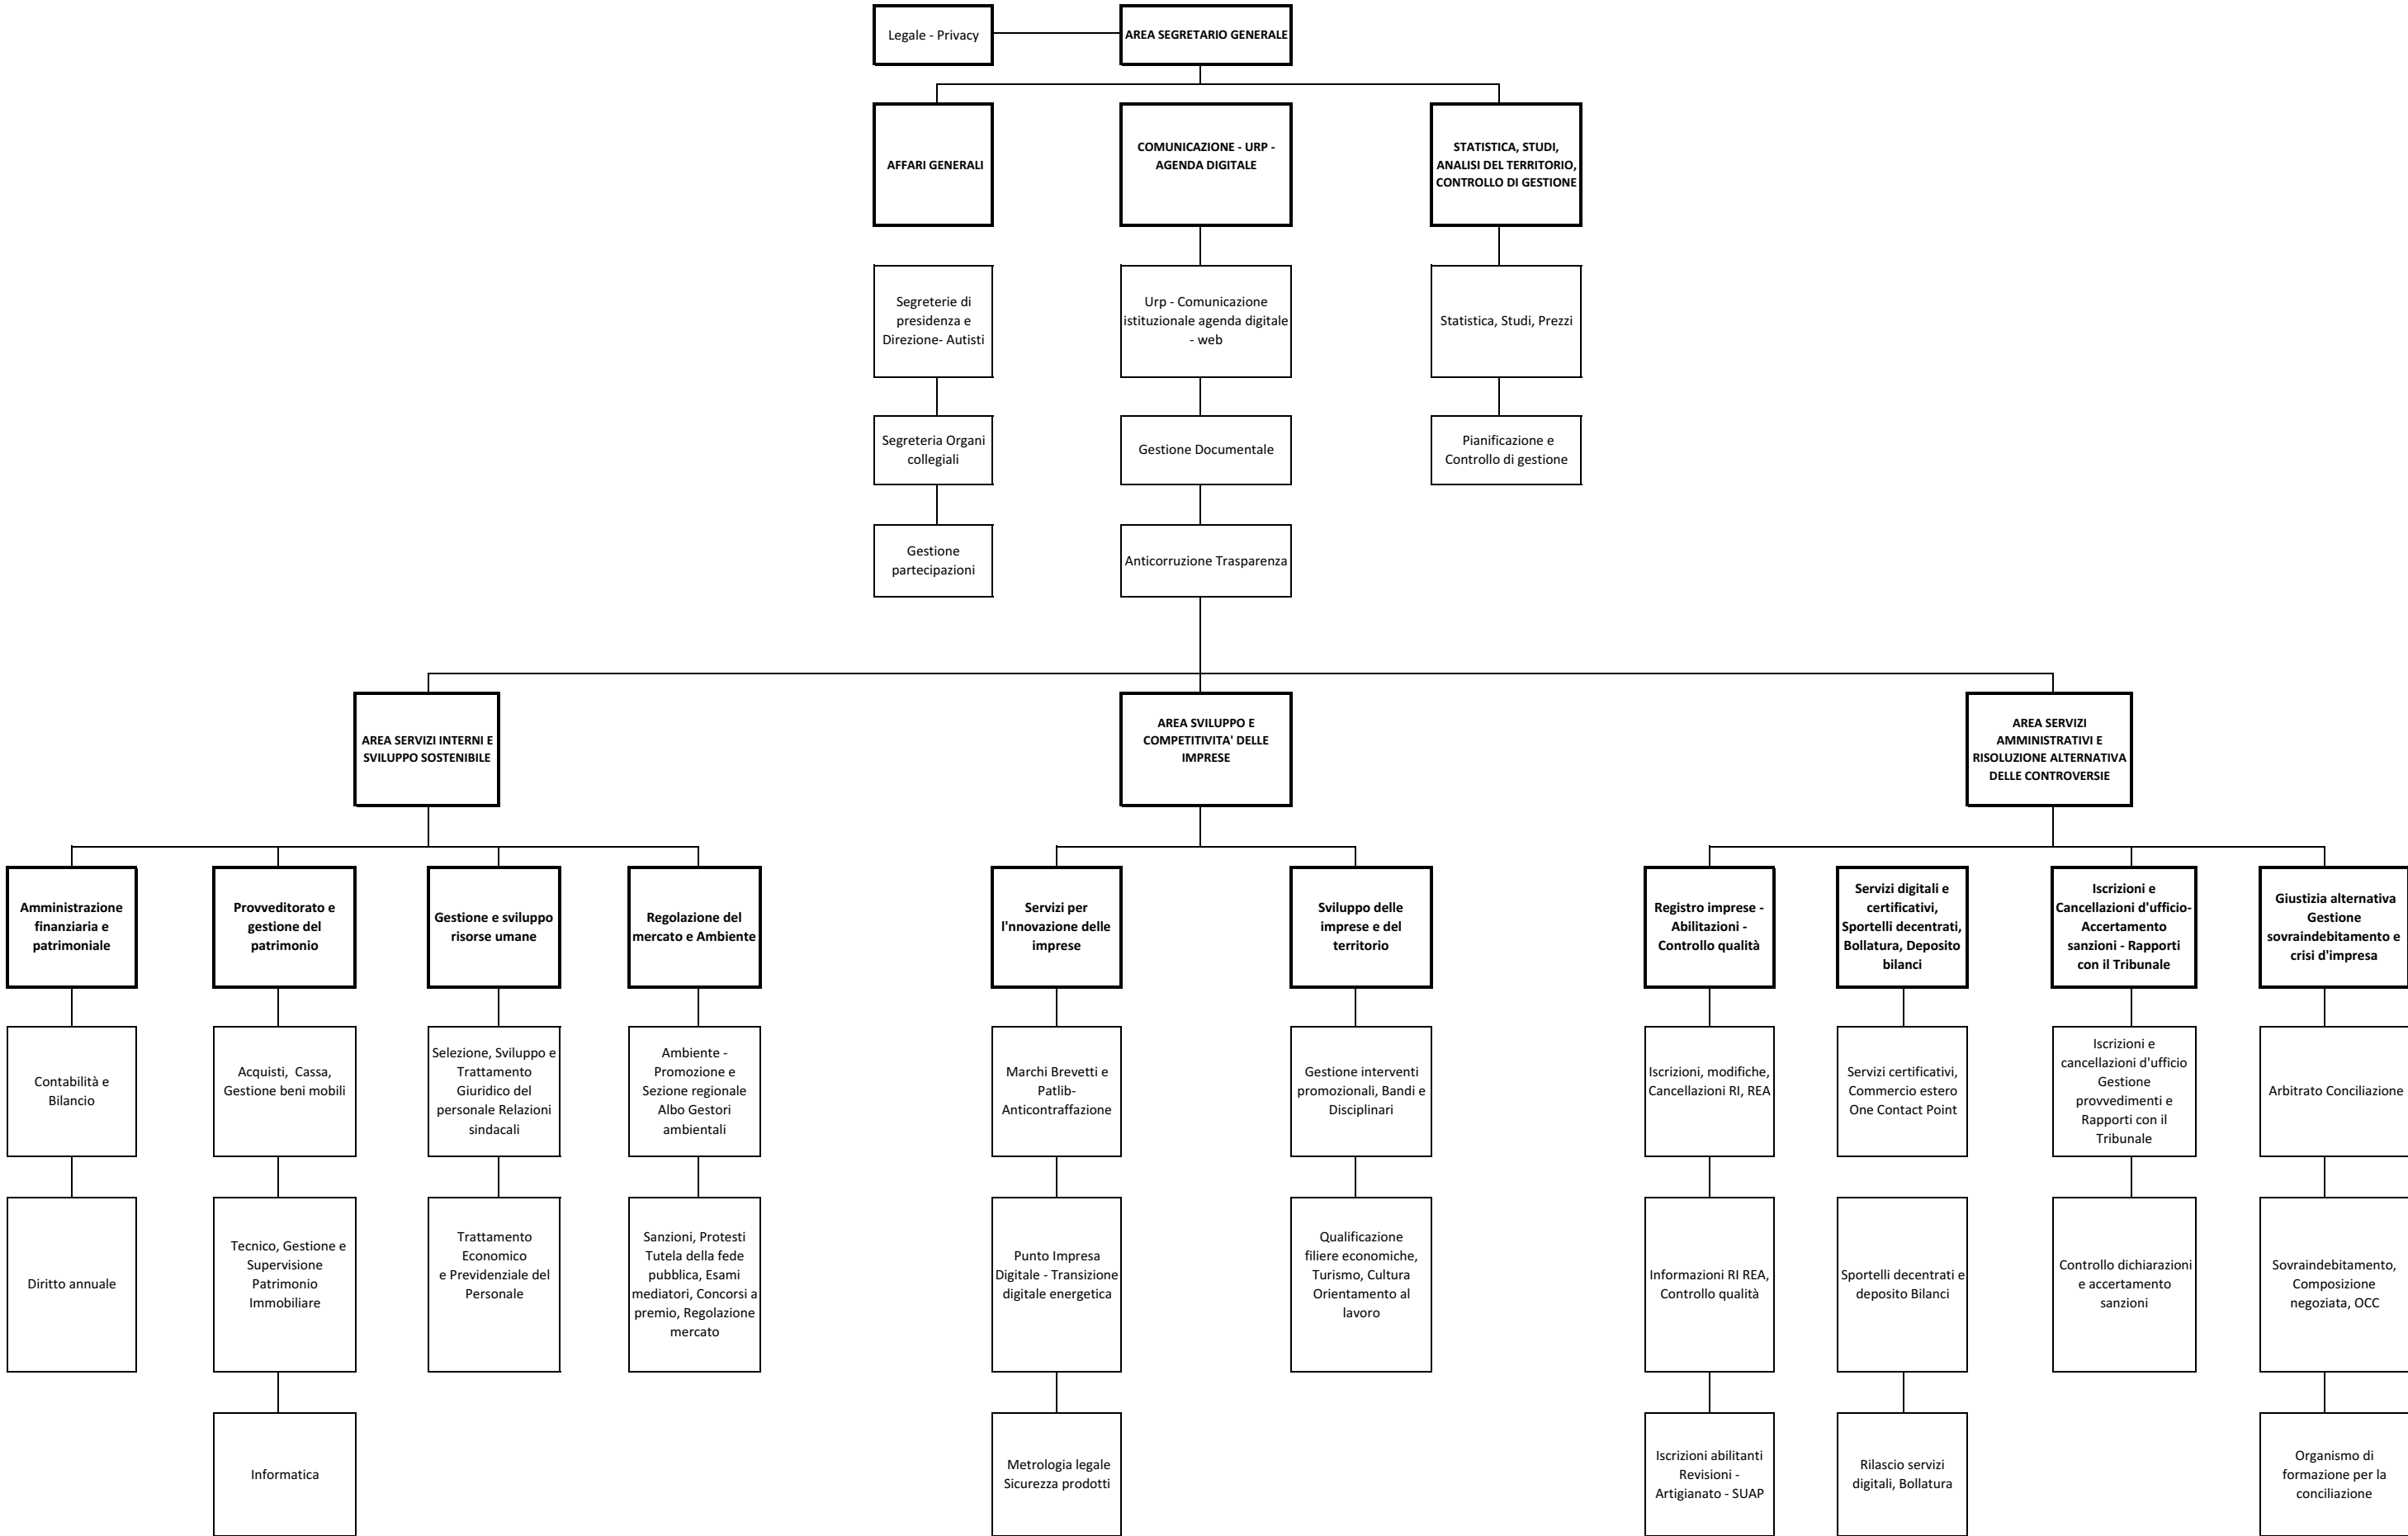 Legale - Privacy
AREA SEGRETARIO GENERALE
AFFARI GENERALI
COMUNICAZIONE - URP -
AGENDA DIGITALE
STATISTICA, STUDI,
ANALISI DEL TERRITORIO,
CONTROLLO DI GESTIONE
Segreterie di
presidenza e
Direzione- Autisti
Urp - Comunicazione
istituzionale agenda digitale
- web
Statistica, Studi, Prezzi
Segreteria Organi
collegiali
Gestione Documentale
Pianificazione e
Controllo di gestione
Gestione
partecipazioni
Anticorruzione Trasparenza
AREA SERVIZI INTERNI E
SVILUPPO SOSTENIBILE
AREA SVILUPPO E
COMPETITIVITA' DELLE
IMPRESE
AREA SERVIZI
AMMINISTRATIVI E
RISOLUZIONE ALTERNATIVA
DELLE CONTROVERSIE
Amministrazione
finanziaria e
patrimoniale
Provveditorato e
gestione del
patrimonio
Gestione e sviluppo
risorse umane
Regolazione del
mercato e Ambiente
Servizi per
l'nnovazione delle
imprese
Sviluppo delle
imprese e del
territorio
Registro imprese -
Abilitazioni -
Controllo qualità
Servizi digitali e
certificativi,
Sportelli decentrati,
Bollatura, Deposito
bilanci
Iscrizioni e
Cancellazioni d'ufficio-
Accertamento
sanzioni - Rapporti
con il Tribunale
Giustizia alternativa
Gestione
sovraindebitamento e
crisi d'impresa
Contabilità e
Bilancio
Acquisti,  Cassa,
Gestione beni mobili
Selezione, Sviluppo e
Trattamento
Giuridico del
personale Relazioni
sindacali
Ambiente -
Promozione e
Sezione regionale
Albo Gestori
ambientali
Marchi Brevetti e
Patlib-
Anticontraffazione
Gestione interventi
promozionali, Bandi e
Disciplinari
Iscrizioni, modifiche,
Cancellazioni RI, REA
Servizi certificativi,
Commercio estero
One Contact Point
Iscrizioni e
cancellazioni d'ufficio
Gestione
provvedimenti e
Rapporti con il
Tribunale
Arbitrato Conciliazione
Diritto annuale
Tecnico, Gestione e
Supervisione
Patrimonio
Immobiliare
Trattamento
Economico
e Previdenziale del
Personale
Sanzioni, Protesti
Tutela della fede
pubblica, Esami
mediatori, Concorsi a
premio, Regolazione
mercato
Punto Impresa
Digitale - Transizione
digitale energetica
Qualificazione
filiere economiche,
Turismo, Cultura
Orientamento al
lavoro
Informazioni RI REA,
Controllo qualità
Sportelli decentrati e
deposito Bilanci
Controllo dichiarazioni
e accertamento
sanzioni
Sovraindebitamento,
Composizione
negoziata, OCC
Informatica
Metrologia legale
Sicurezza prodotti
Iscrizioni abilitanti
Revisioni -
Artigianato - SUAP
Rilascio servizi
digitali, Bollatura
Organismo di
formazione per la
conciliazione